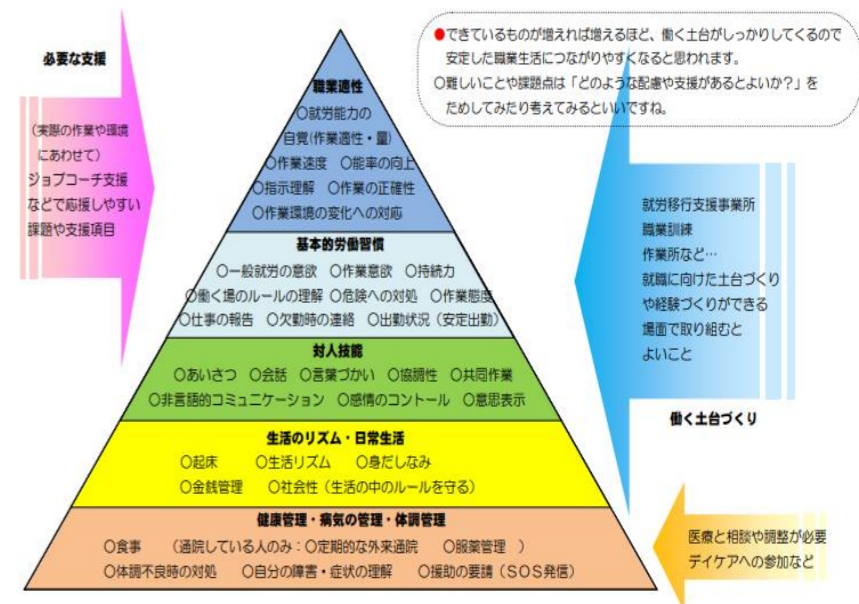 必要な支援
(実際の作業や環境
にあわせて)
ジョブコーチ支援
などで応援しやすい
課題や支援項目
●できているものが増えれば増えるほど、働く土台がしっかりしてくるので
安定した職業生活につながりやすくなると思われます。
○難しいことや課題点は「どのような配慮や支援があるとよいか？」を
ためしてみたり考えてみるといいですね。
職業適性
○就労能力の
自覚(作業適性・量)
○作業速度 ○能率の向上
○指示理解 ○作業の正確性
○作業環境の変化への対応
基本的労働習慣
○一般就労の意欲 ○作業意欲 ○持続力
○働く場のルールの理解 ○危険への対処 ○作業態度
○仕事の報告 ○欠勤時の連絡 ○出勤状況（安定出勤）
対人技能
○あいさつ ○会話 ○言葉づかい ○協調性 ○共同作業
○非言語的コミュニケーション ○感情のコントール ○意思表示
生活のリズム・日常生活
○起床 ○生活リズム ○身だしなみ
○金銭管理 ○社会性（生活の中のルールを守る）
健康管理・病気の管理・体調管理
○食事 （通院している人のみ：○定期的な外来通院 ○服薬管理 ）
○体調不良時の対処 ○自分の障害・症状の理解 ○援助の要請（ＳＯＳ発信）
就労移行支援事業所
職業訓練
作業所など…
就職に向けた土台づくり
や経験づくりができる
場面で取り組むと
よいこと
働く土台づくり
医療と相談や調整が必要
デイケアへの参加など